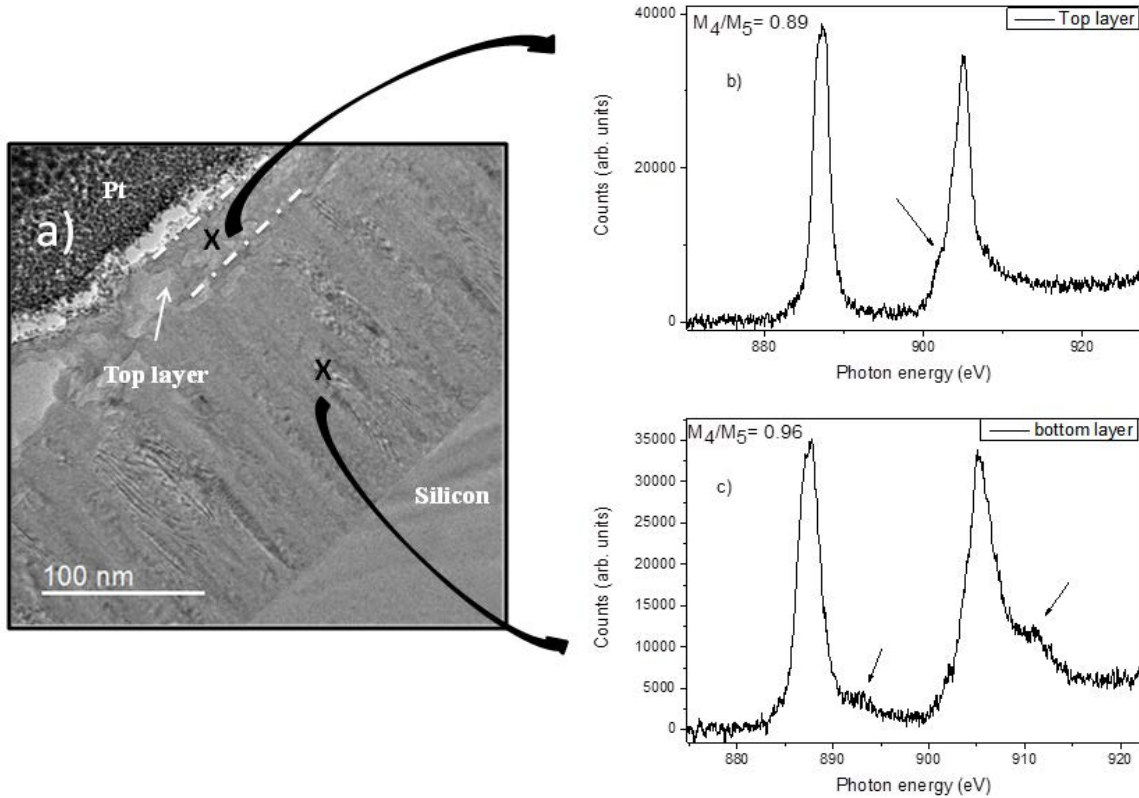 a)
Pt
X
Top layer
X
Silicon
100 nm
M4/M5= 0.89
Top layer
b)
40000
20000
0
Counts (arb. units)
880
900
920
Photon energy (eV)
M4/M5= 0.96
bottom layer
c)
35000
30000
25000
20000
15000
10000
5000
0
Counts (arb. units)
880
890
900
910
920
Photon energy (eV)